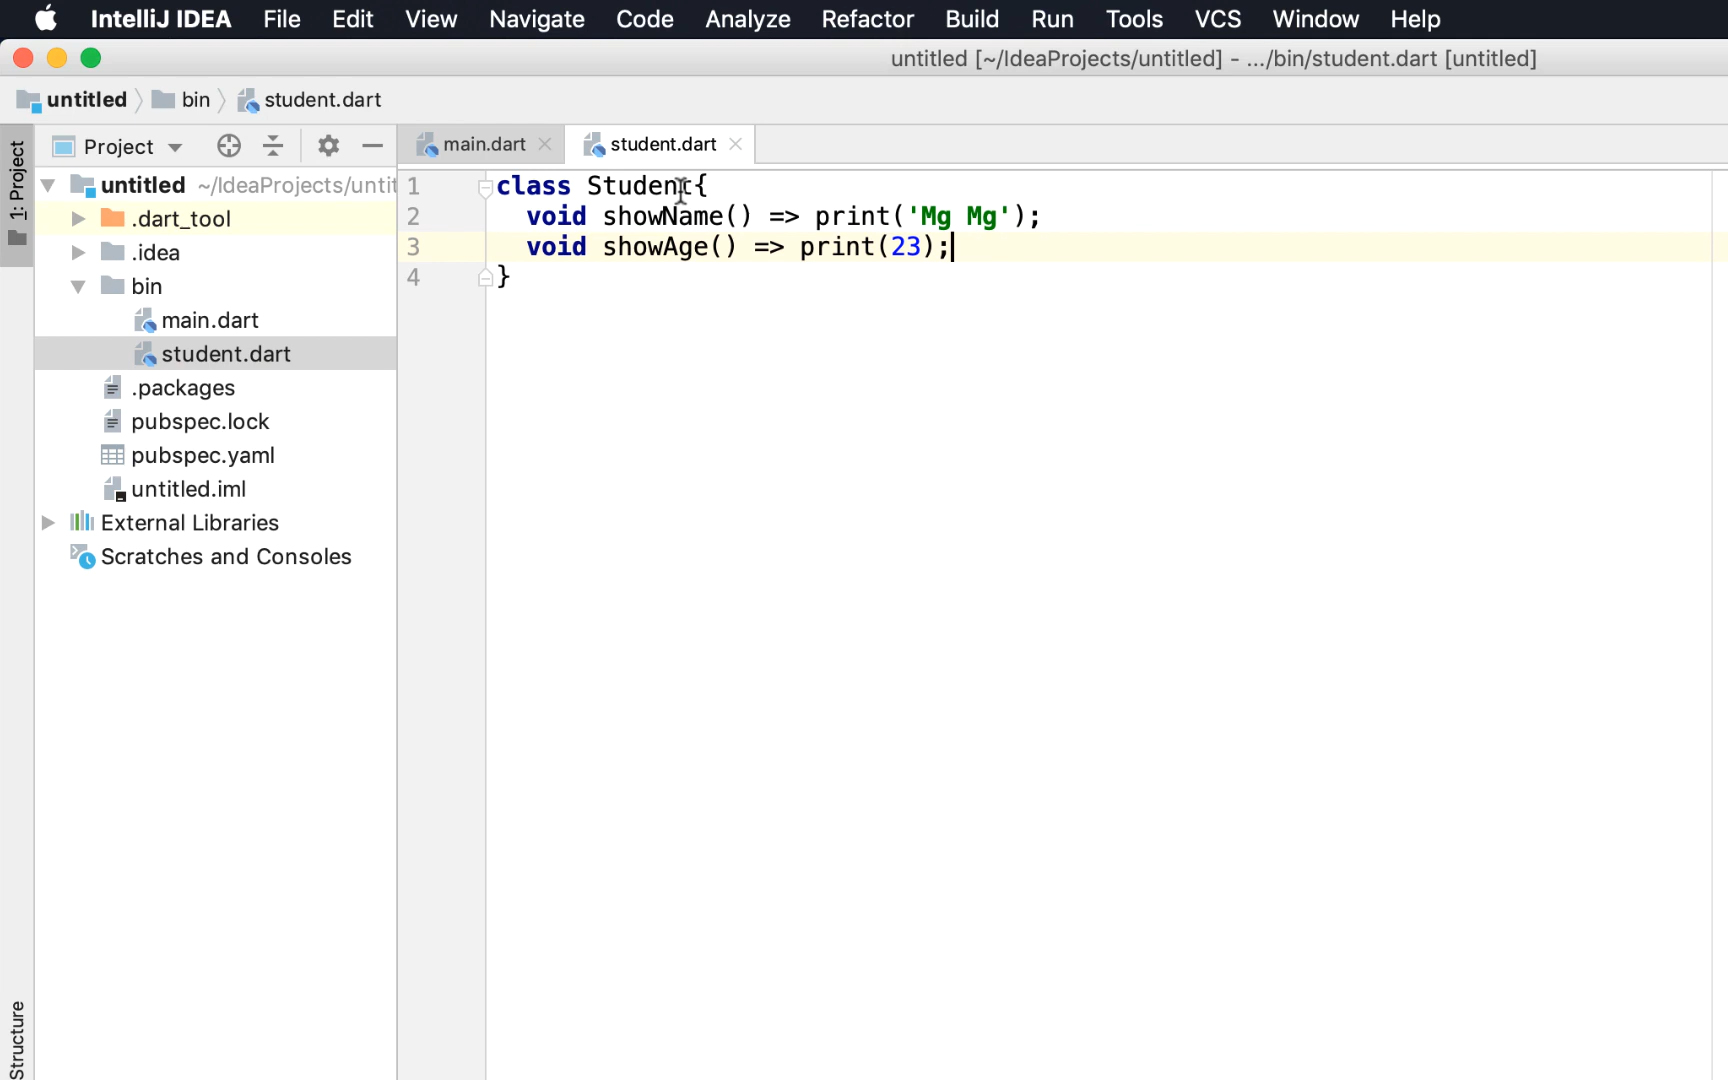 IntelliJ IDEA File Edit View Navigate Code Analyze Refactor Build Run Tools VCS Window Help
untitled [~/IdeaProjects/untitled] - .../bin/student.dart [untitled]
untitled bin student.dart
1: Project
Project
main.dart student.dart
untitled ~/IdeaProjects/untit
.dart_tool
.idea
bin
main.dart
student.dart
.packages
pubspec.lock
pubspec.yaml
untitled.iml
External Libraries
Scratches and Consoles
Structure
1 class Student{
2 void showName() => print('Mg Mg');
3 void showAge() => print(23);
4 }